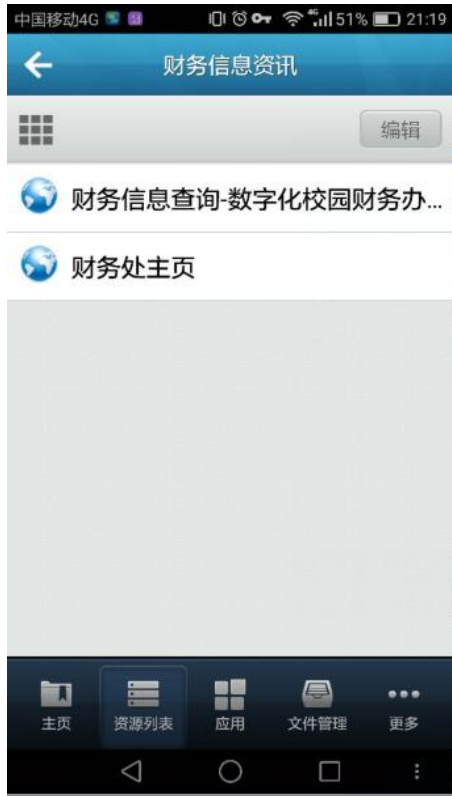 中国移动4G 4G 51% 21:19
财务信息资讯
编辑
财务信息查询-数字化校园财务办...
财务处主页
主页 资源列表 应用 文件管理 更多